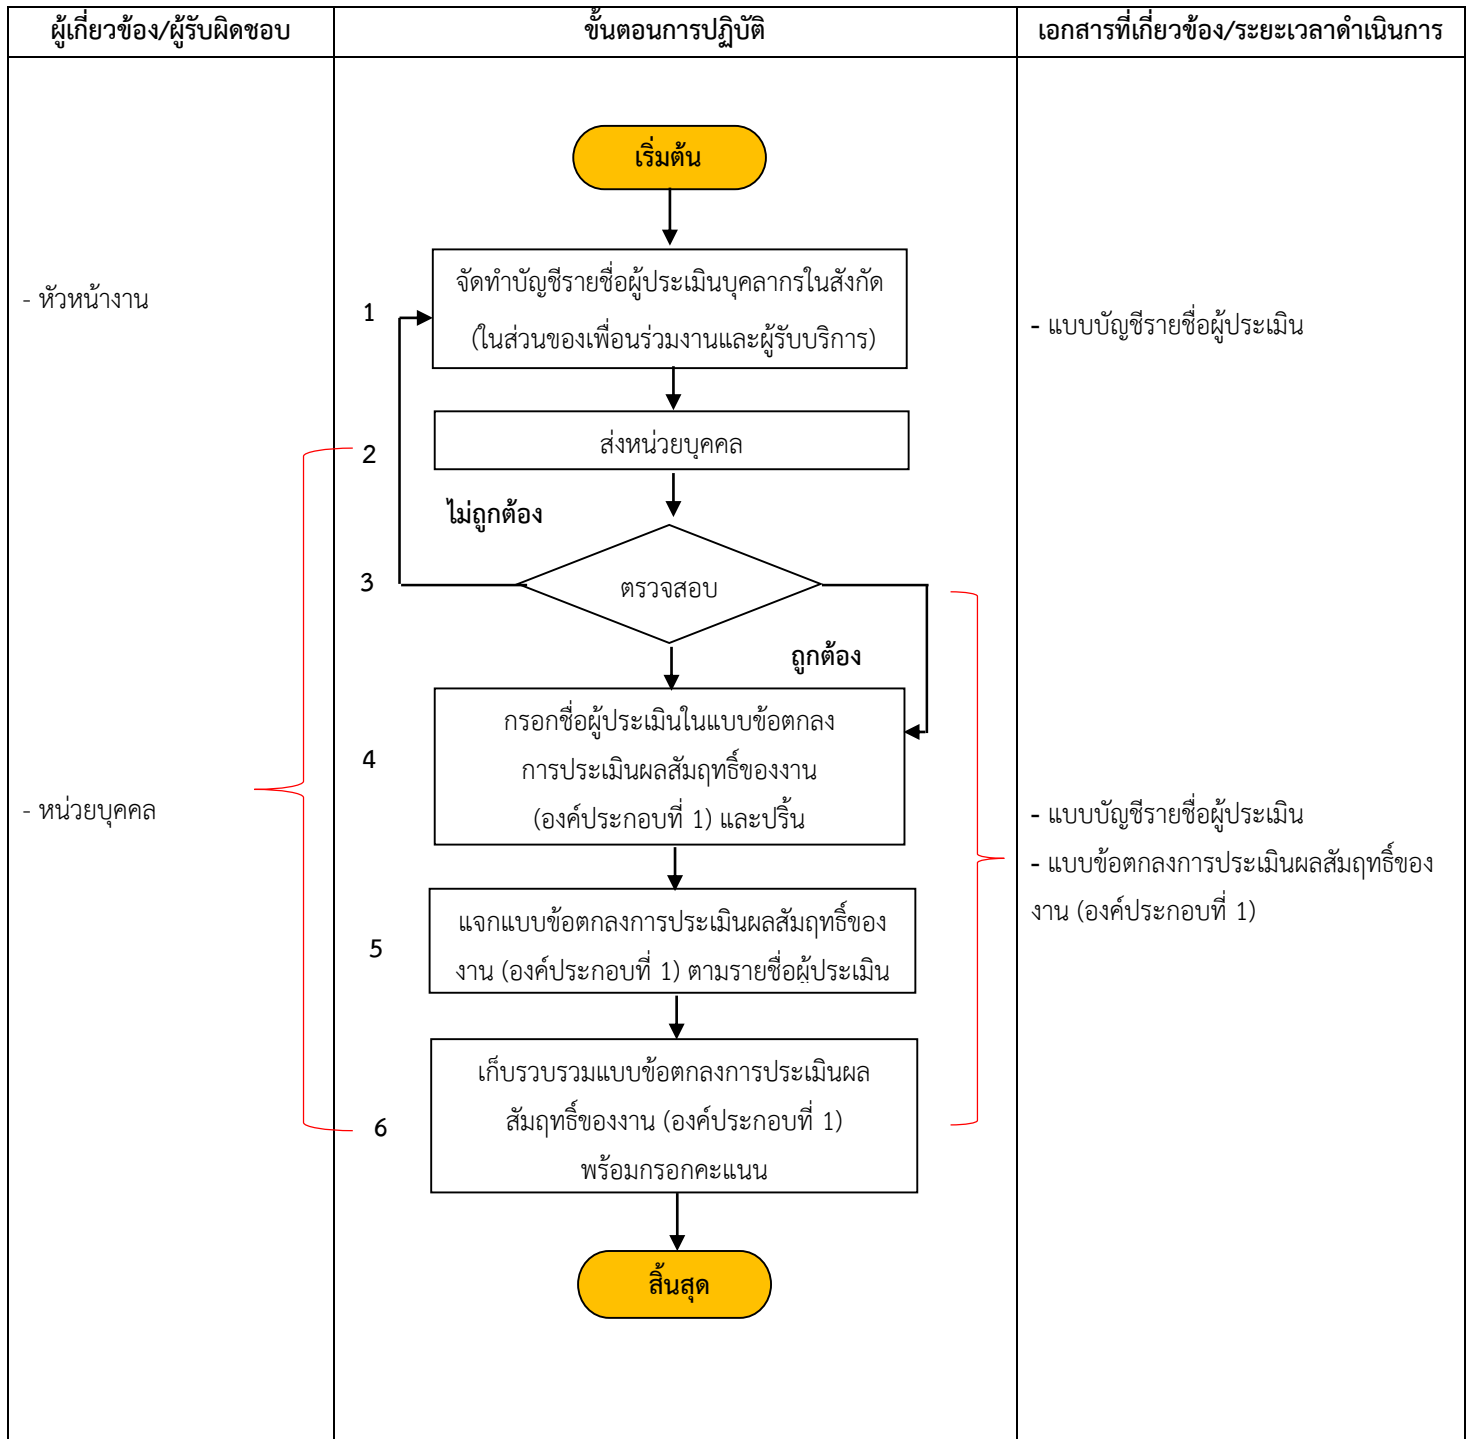 ผู้เกี่ยวข้อง/ผู้รับผิดชอบ
ขั้นตอนการปฏิบัติ
เอกสารที่เกี่ยวข้อง/ระยะเวลาดำเนินการ
เริ่มต้น
- หัวหน้างาน
1
จัดทำบัญชีรายชื่อผู้ประเมินบุคลากรในสังกัด
(ในส่วนของเพื่อนร่วมงานและผู้รับบริการ)
- แบบบัญชีรายชื่อผู้ประเมิน
2
ส่งหน่วยบุคคล
ไม่ถูกต้อง
3
ตรวจสอบ
ถูกต้อง
4
กรอกชื่อผู้ประเมินในแบบข้อตกลง
การประเมินผลสัมฤทธิ์ของงาน
(องค์ประกอบที่ 1) และปริ้น
- หน่วยบุคคล
- แบบบัญชีรายชื่อผู้ประเมิน
- แบบข้อตกลงการประเมินผลสัมฤทธิ์ของ
งาน (องค์ประกอบที่ 1)
5
แจกแบบข้อตกลงการประเมินผลสัมฤทธิ์ของ
งาน (องค์ประกอบที่ 1) ตามรายชื่อผู้ประเมิน
6
เก็บรวบรวมแบบข้อตกลงการประเมินผล
สัมฤทธิ์ของงาน (องค์ประกอบที่ 1)
พร้อมกรอกคะแนน
สิ้นสุด